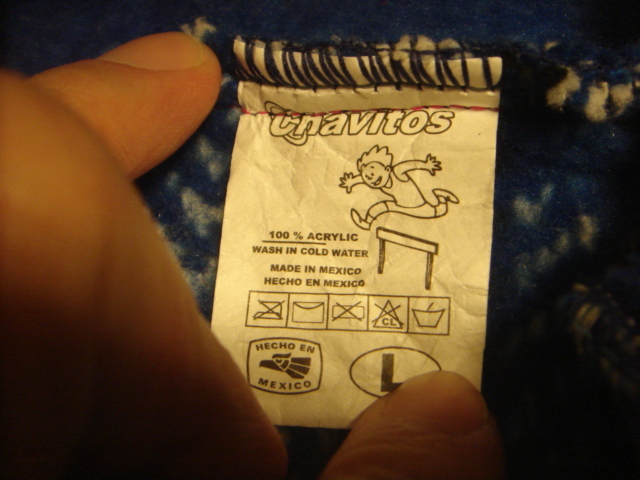 Chavitos
100 % ACRYLIC
WASH IN COLD WATER
MADE IN MEXICO
HECHO EN MEXICO
CL
HECHO EN
MEXICO
L